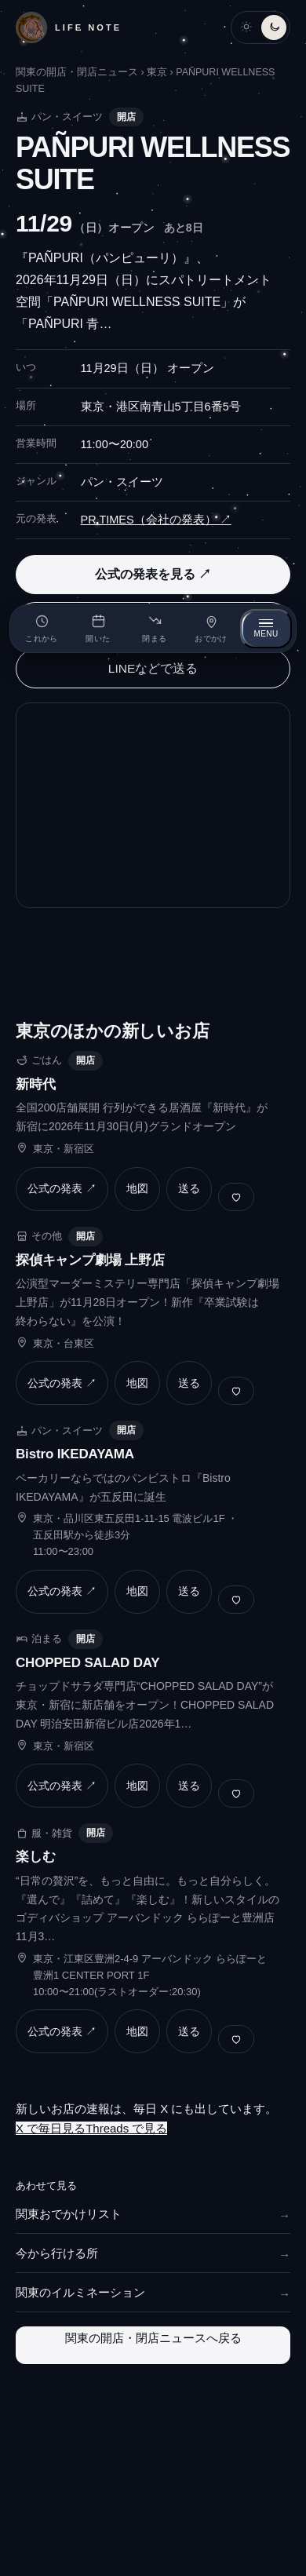 LIFE NOTE
関東の開店・閉店ニュース › 東京 › PAÑPURI WELLNESS
SUITE
パン・スイーツ 開店
PAÑPURI WELLNESS
SUITE
11/29（日）オープン あと8日
『PAÑPURI（パンピューリ）』、
2026年11月29日（日）にスパトリートメント
空間「PAÑPURI WELLNESS SUITE」が
「PAÑPURI 青…
いつ 11月29日（日） オープン
場所 東京・港区南青山5丁目6番5号
営業時間 11:00〜20:00
ジャンル パン・スイーツ
元の発表 PR TIMES（会社の発表） ↗
公式の発表を見る ↗
これから 開いた 閉まる おでかけ MENU
LINEなどで送る
東京のほかの新しいお店
ごはん 開店
新時代
全国200店舗展開 行列ができる居酒屋『新時代』が
新宿に2026年11月30日(月)グランドオープン
東京・新宿区
公式の発表 ↗ 地図 送る ♡
その他 開店
探偵キャンプ劇場 上野店
公演型マーダーミステリー専門店「探偵キャンプ劇場
上野店」が11月28日オープン！新作『卒業試験は
終わらない』を公演！
東京・台東区
公式の発表 ↗ 地図 送る ♡
パン・スイーツ 開店
Bistro IKEDAYAMA
ベーカリーならではのパンビストロ『Bistro
IKEDAYAMA』が五反田に誕生
東京・品川区東五反田1-11-15 電波ビル1F ・
五反田駅から徒歩3分
11:00〜23:00
公式の発表 ↗ 地図 送る ♡
泊まる 開店
CHOPPED SALAD DAY
チョップドサラダ専門店“CHOPPED SALAD DAY”が
東京・新宿に新店舗をオープン！CHOPPED SALAD
DAY 明治安田新宿ビル店2026年1…
東京・新宿区
公式の発表 ↗ 地図 送る ♡
服・雑貨 開店
楽しむ
“日常の贅沢”を、もっと自由に。もっと自分らしく。
『選んで』『詰めて』『楽しむ』！新しいスタイルの
ゴディバショップ アーバンドック ららぽーと豊洲店
11月3…
東京・江東区豊洲2-4-9 アーバンドック ららぽーと
豊洲1 CENTER PORT 1F
10:00〜21:00(ラストオーダー:20:30)
公式の発表 ↗ 地図 送る ♡
新しいお店の速報は、毎日 X にも出しています。
X で毎日見るThreads で見る
あわせて見る
関東おでかけリスト →
今から行ける所 →
関東のイルミネーション →
関東の開店・閉店ニュースへ戻る